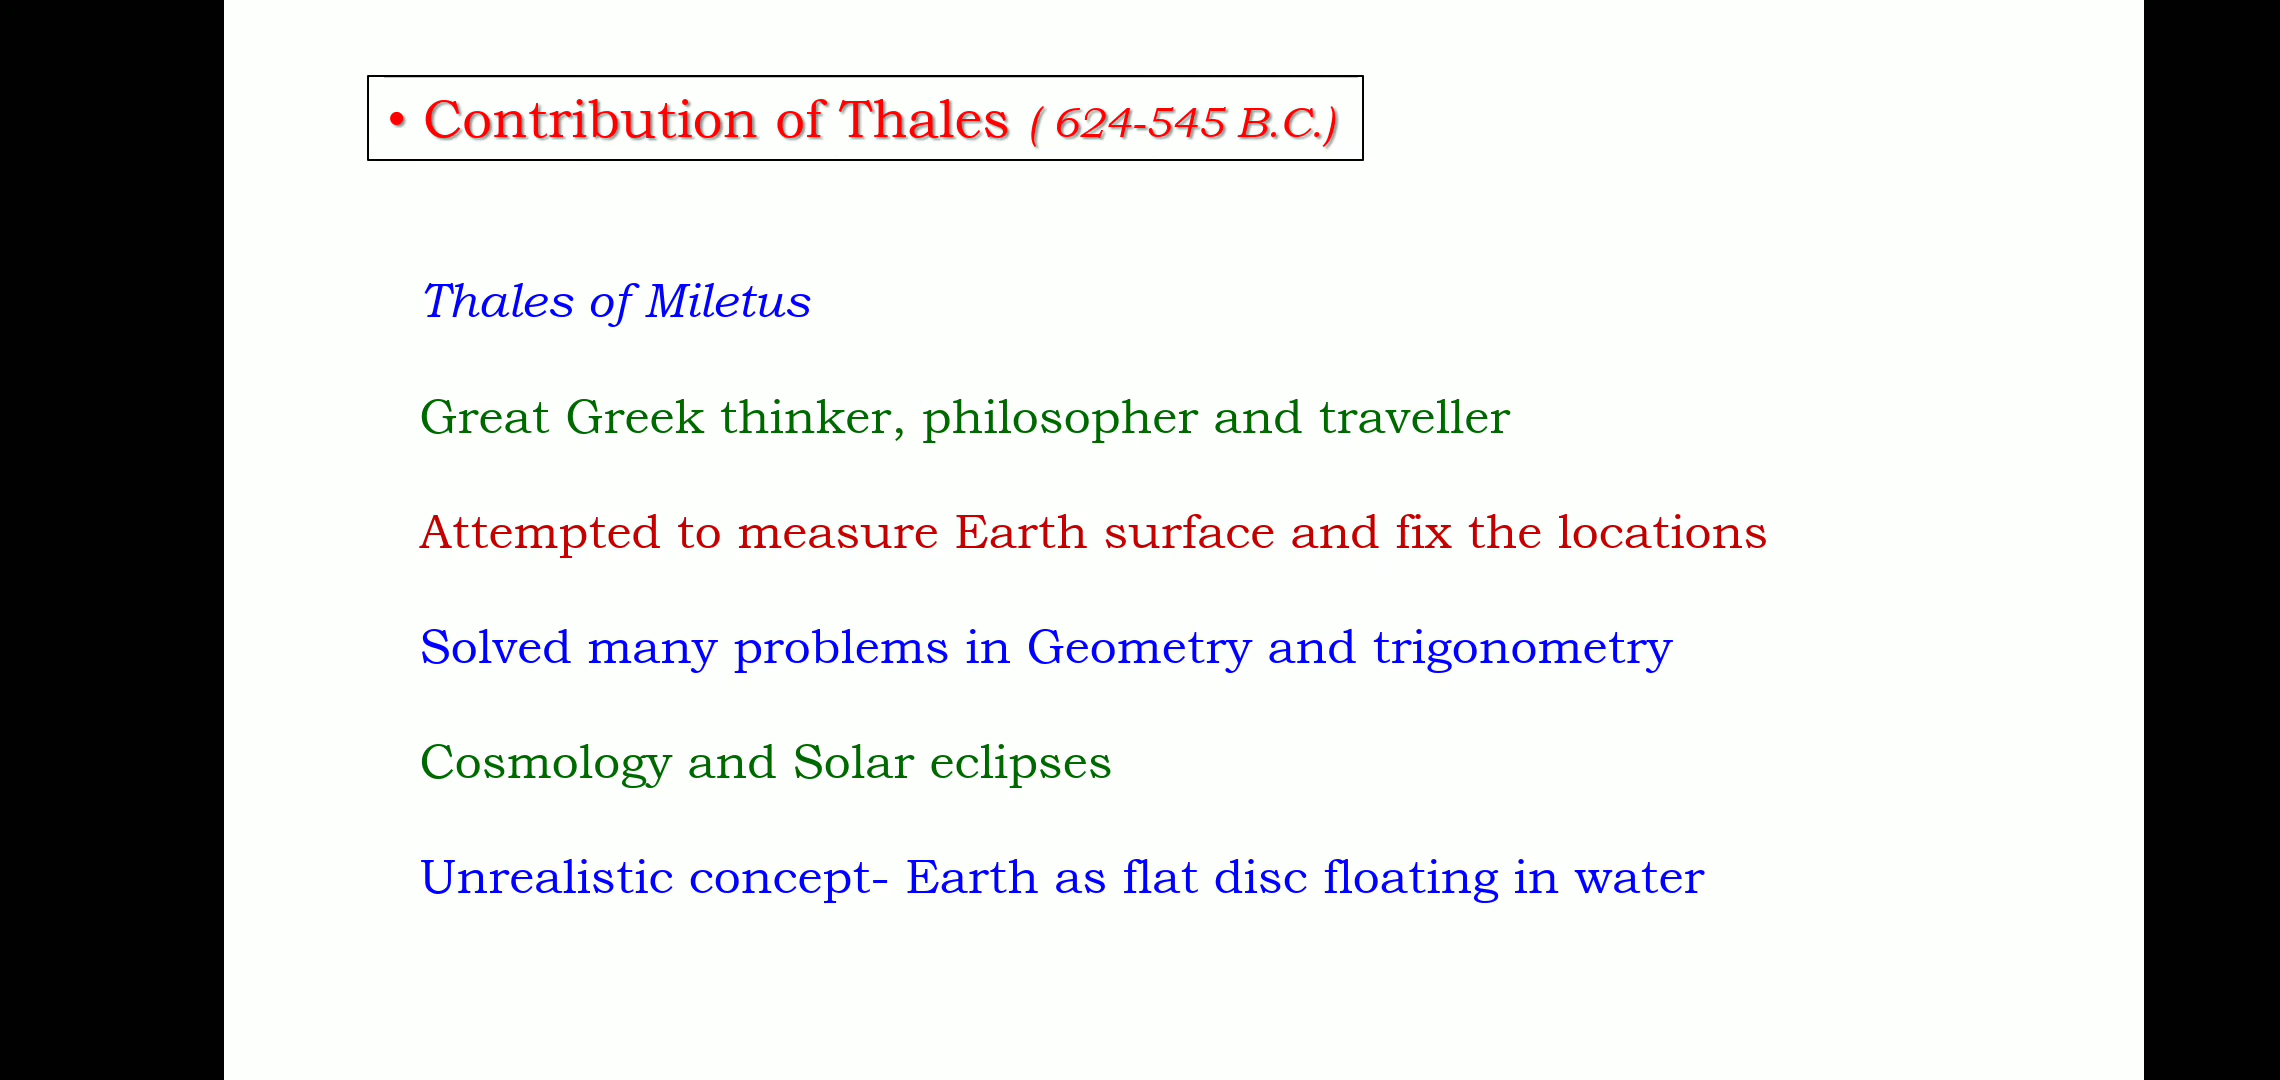 • Contribution of Thales ( 624-545 B.C.)
Thales of Miletus
Great Greek thinker, philosopher and traveller
Attempted to measure Earth surface and fix the locations
Solved many problems in Geometry and trigonometry
Cosmology and Solar eclipses
Unrealistic concept- Earth as flat disc floating in water